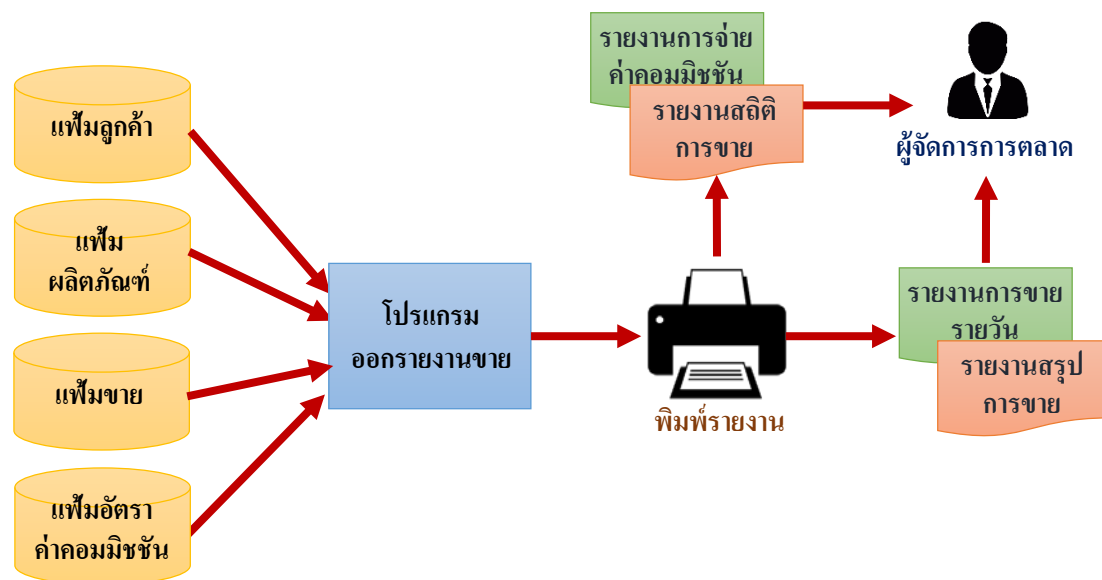 แฟ้มลูกค้า
แฟ้ม
ผลิตภัณฑ์
แฟ้มขาย
แฟ้มอัตรา
ค่าคอมมิชชัน
โปรแกรม
ออกรายงานขาย
พิมพ์รายงาน
รายงานการจ่าย
ค่าคอมมิชชัน
รายงานสถิติ
การขาย
ผู้จัดการการตลาด
รายงานการขาย
รายวัน
รายงานสรุป
การขาย